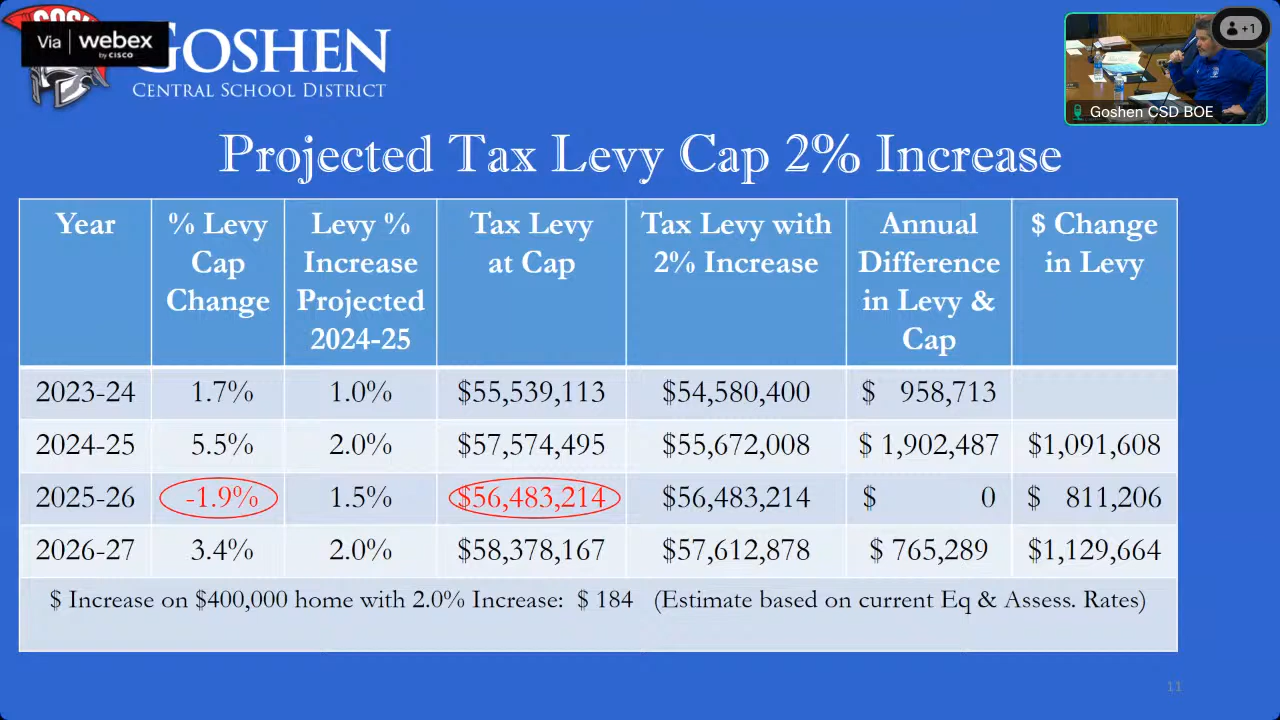 Via webex
by CISCO
GOSHEN
CENTRAL SCHOOL DISTRICT
+1
Goshen CSD BOE
Projected Tax Levy Cap 2% Increase
Year
% Levy
Cap
Change
Levy %
Increase
Projected
2024-25
Tax Levy
at Cap
Tax Levy with
2% Increase
Annual
Difference
in Levy &
Cap
$ Change
in Levy
2023-24 1.7% 1.0% $55,539,113 $54,580,400 $ 958,713
2024-25 5.5% 2.0% $57,574,495 $55,672,008 $ 1,902,487 $1,091,608
2025-26 -1.9% 1.5% $56,483,214 $56,483,214 $ 0 $ 811,206
2026-27 3.4% 2.0% $58,378,167 $57,612,878 $ 765,289 $1,129,664
$ Increase on $400,000 home with 2.0% Increase: $ 184 (Estimate based on current Eq & Assess. Rates)
11